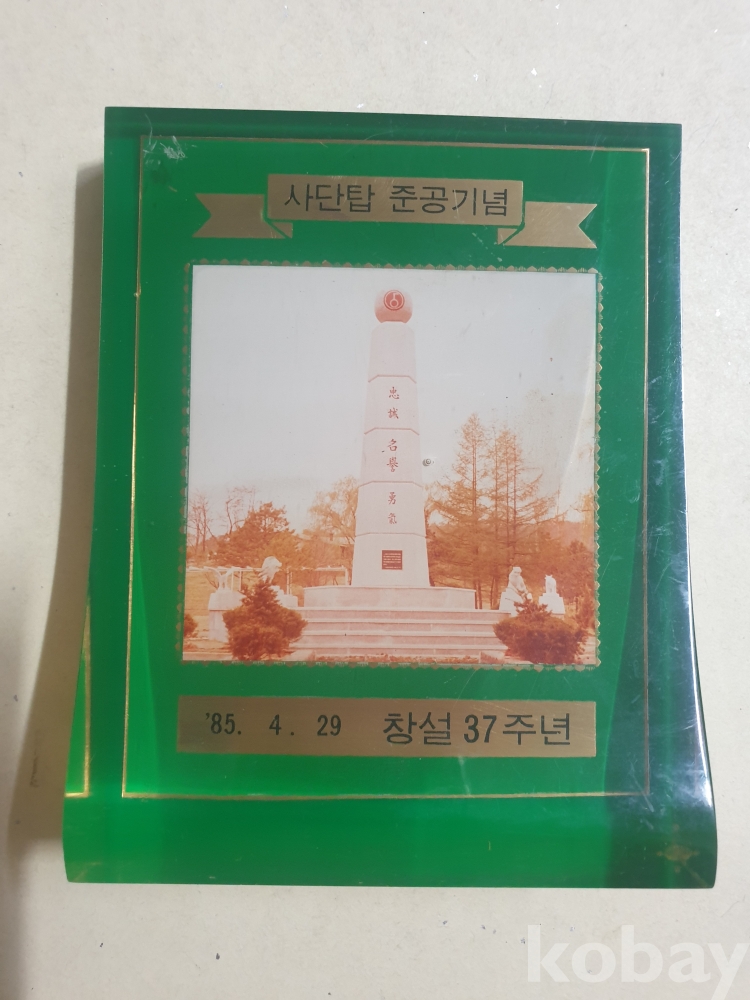 사단탑 준공기념
忠
誠
名
譽
勇
氣
'85. 4. 29 창설 37주년
kobay